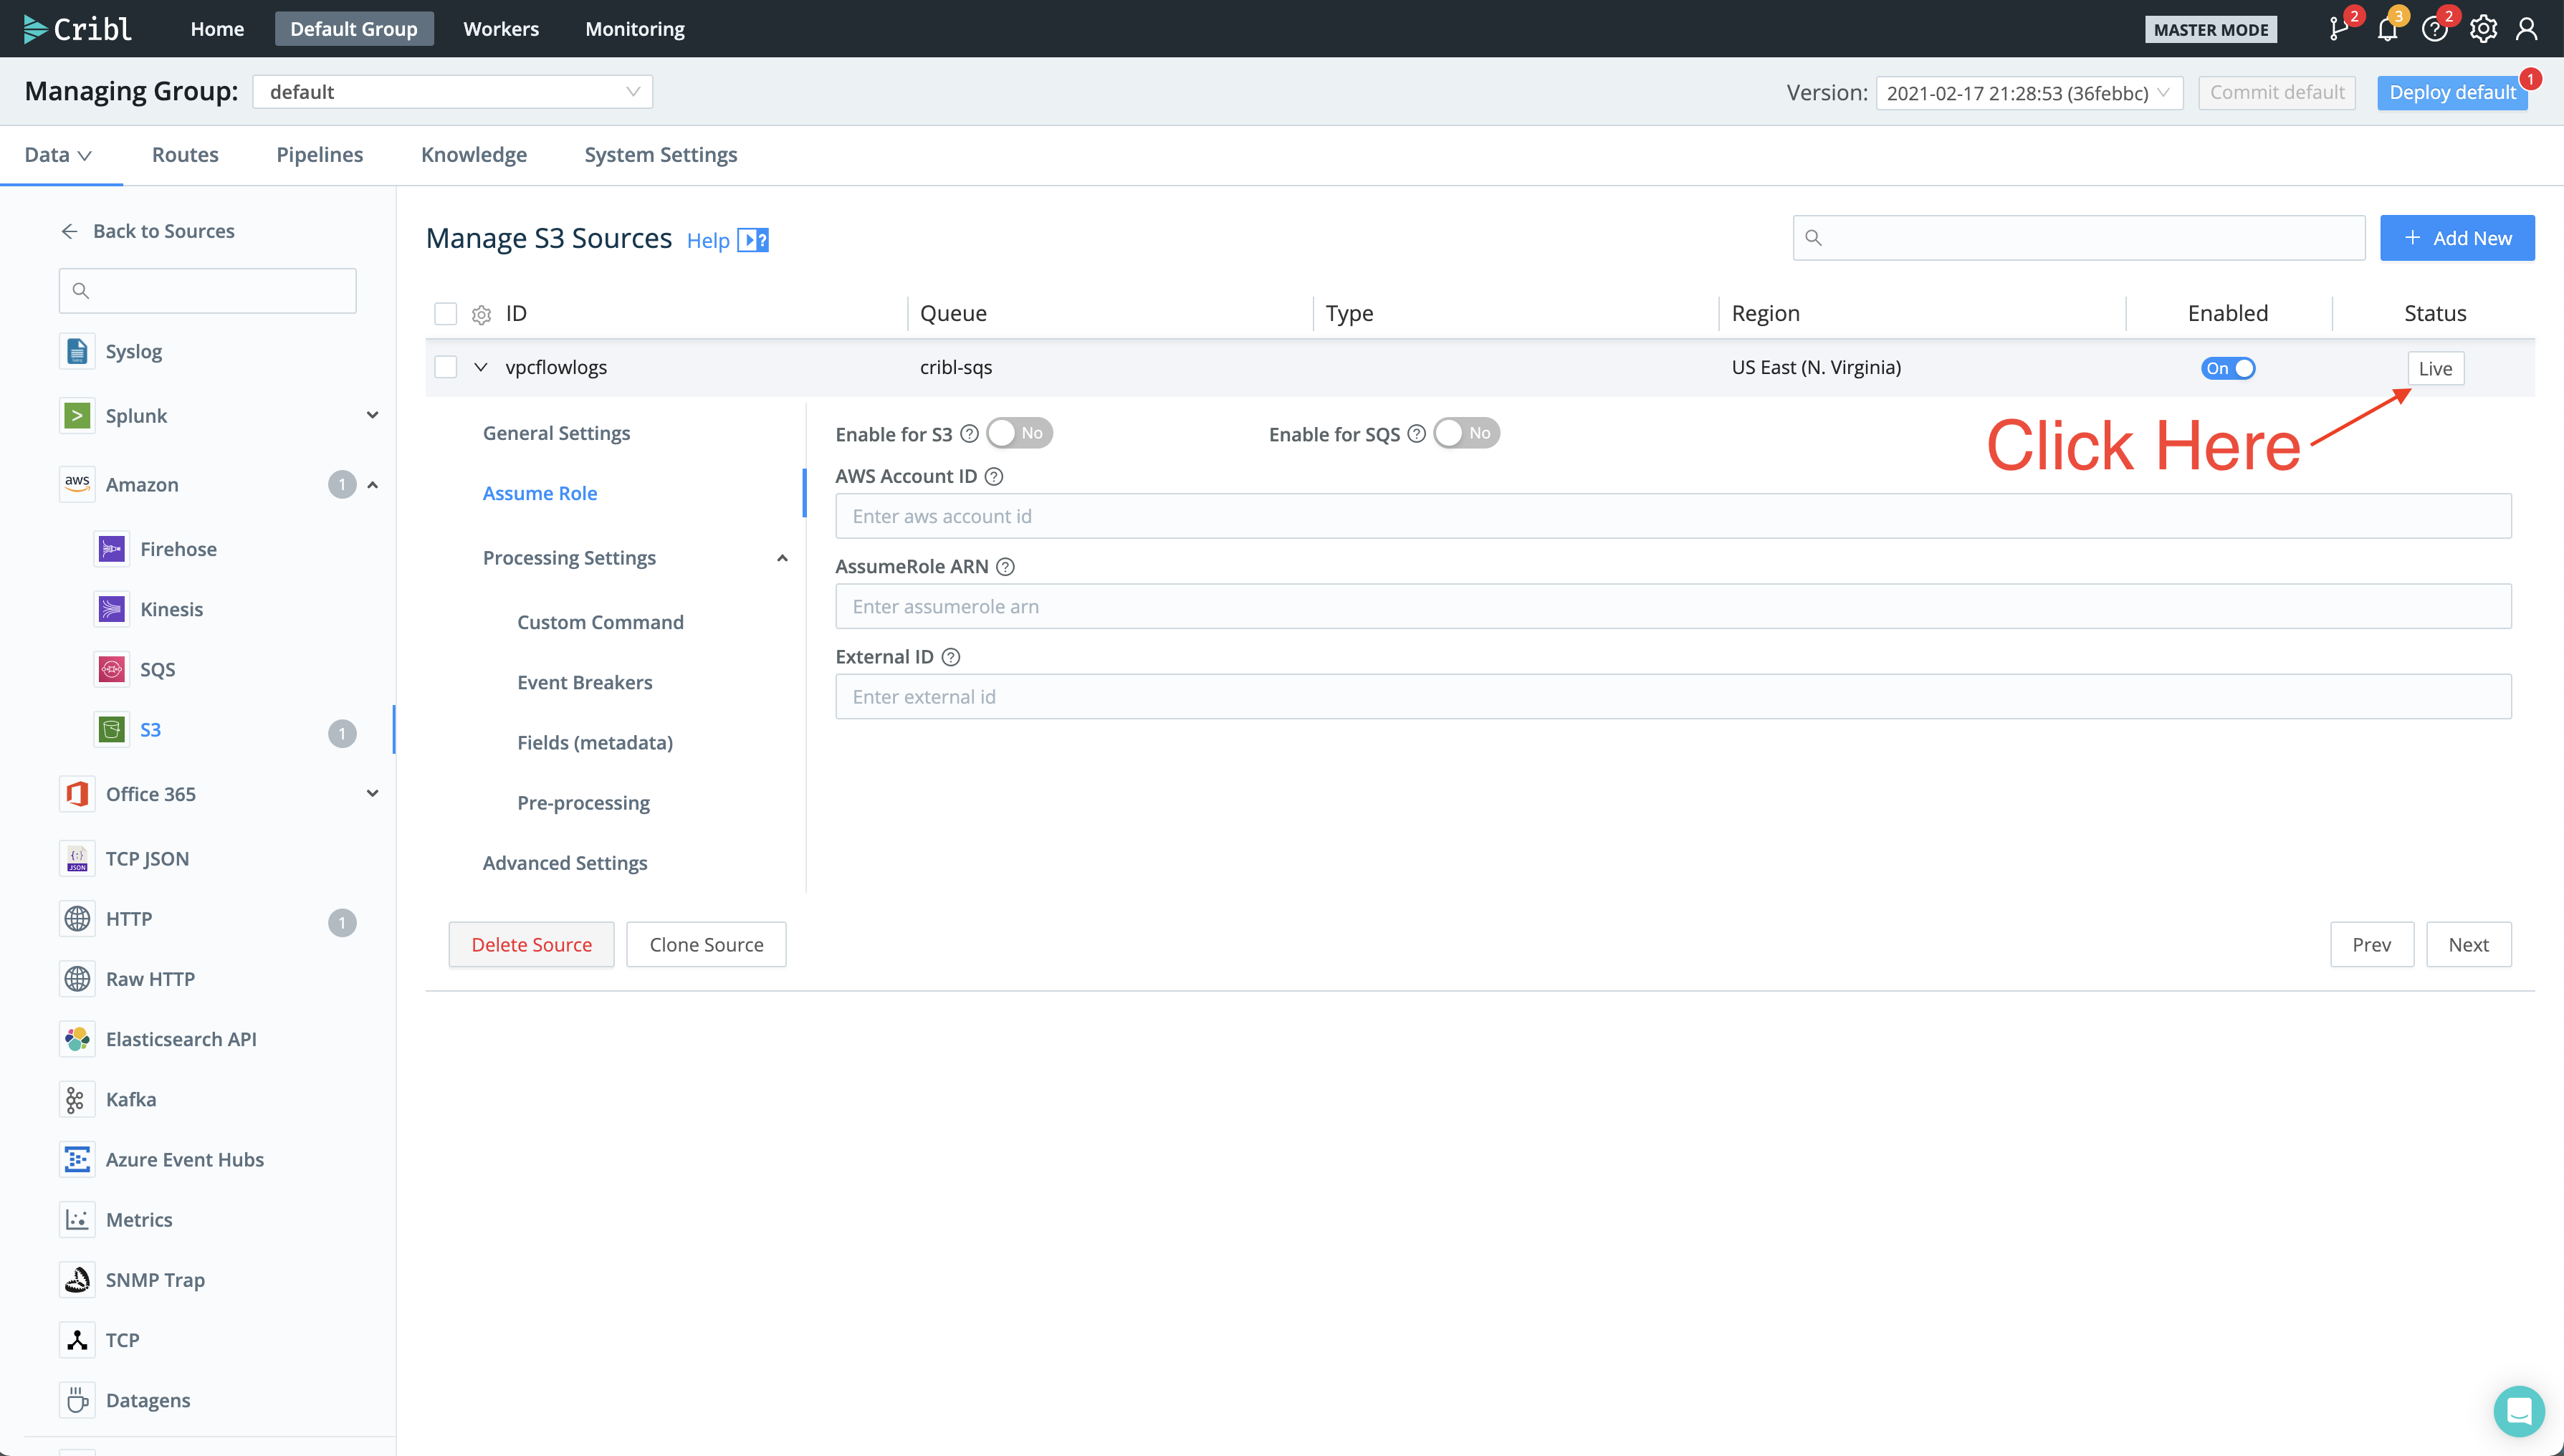 Cribl Home Default Group Workers Monitoring MASTER MODE 2 3 2
Managing Group: default Version: 2021-02-17 21:28:53 (36febbc) Commit default Deploy default 1
Data Routes Pipelines Knowledge System Settings
Back to Sources
Syslog
Splunk
aws Amazon 1
Firehose
Kinesis
SQS
S3 1
Office 365
JSON TCP JSON
HTTP 1
Raw HTTP
Elasticsearch API
Kafka
Azure Event Hubs
Metrics
SNMP Trap
TCP
Datagens
Manage S3 Sources Help ?
+ Add New
ID Queue Type Region Enabled Status
vpcflowlogs cribl-sqs US East (N. Virginia) On Live
Click Here
General Settings
Assume Role
Processing Settings
Custom Command
Event Breakers
Fields (metadata)
Pre-processing
Advanced Settings
Enable for S3 ? No Enable for SQS ? No
AWS Account ID ?
Enter aws account id
AssumeRole ARN ?
Enter assumerole arn
External ID ?
Enter external id
Delete Source Clone Source Prev Next